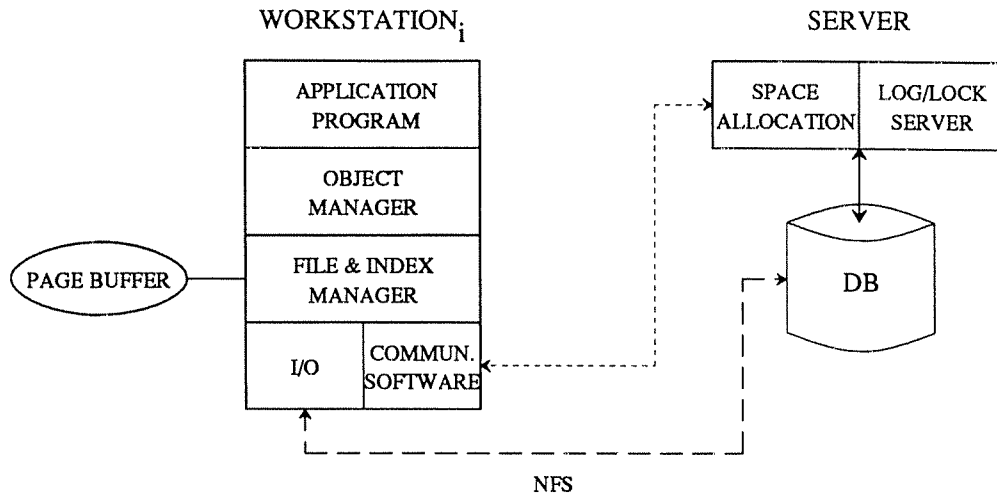 WORKSTATIONi
SERVER
APPLICATION
PROGRAM
OBJECT
MANAGER
FILE & INDEX
MANAGER
I/O
COMMUN.
SOFTWARE
PAGE BUFFER
SPACE
ALLOCATION
LOG/LOCK
SERVER
DB
NFS